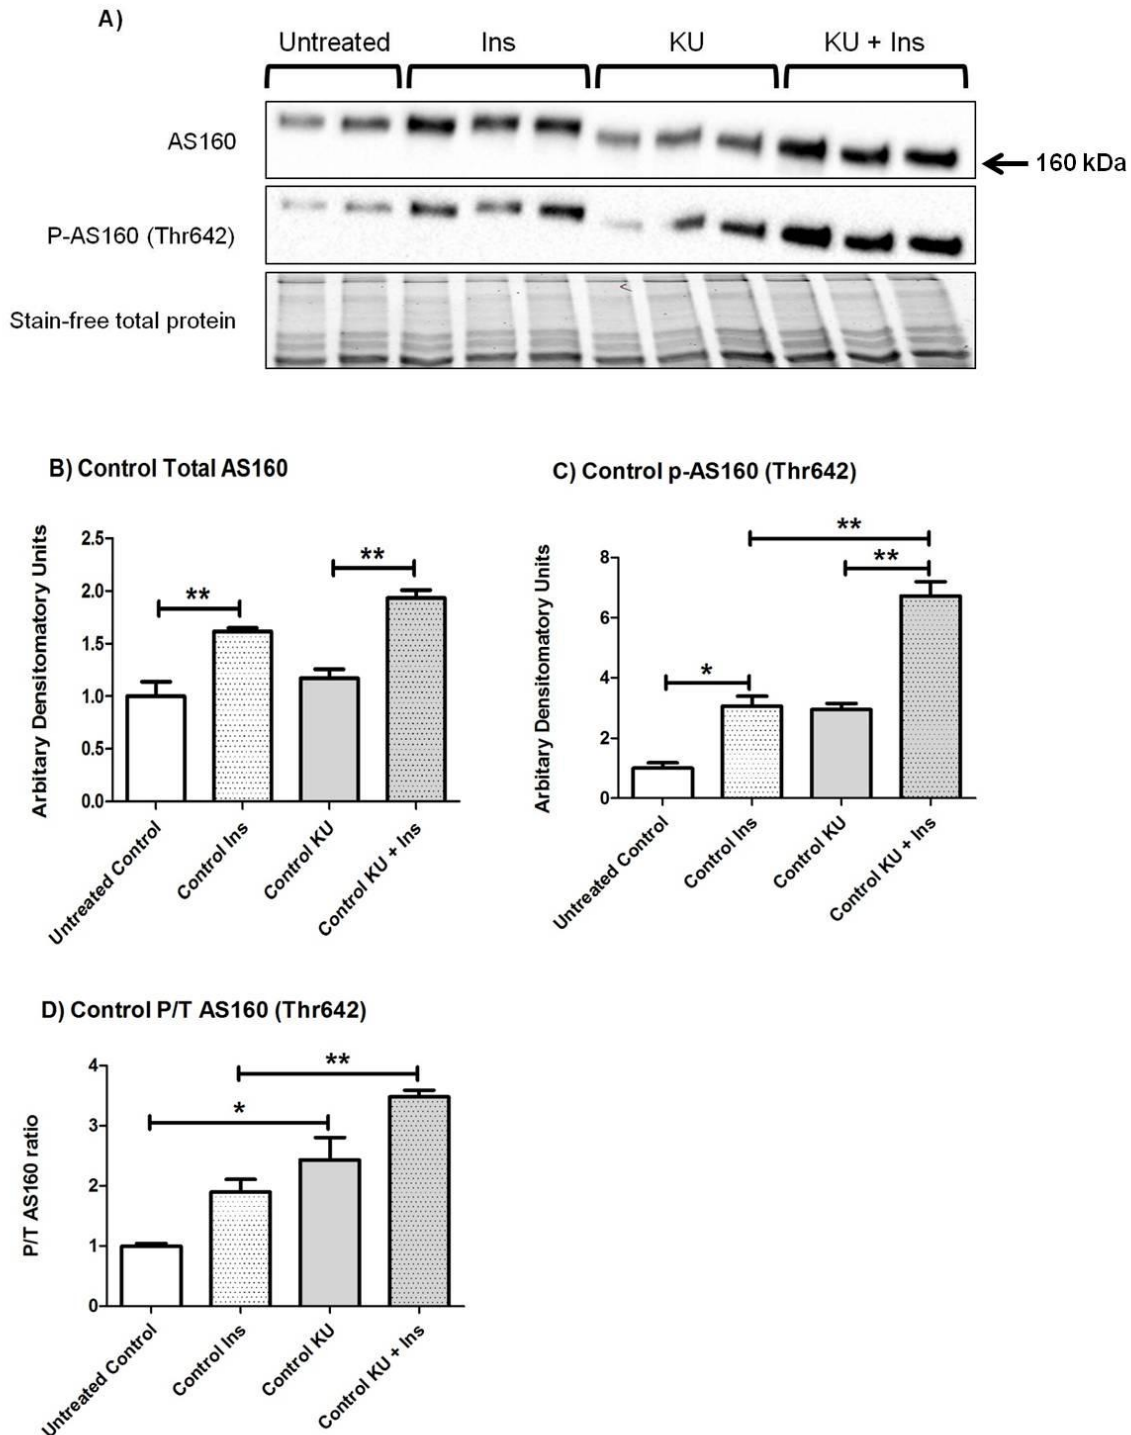 A)
Untreated Ins KU KU + Ins
AS160
160 kDa
P-AS160 (Thr642)
Stain-free total protein
B) Control Total AS160
Arbitary Densitomatory Units
2.5
2.0
1.5
1.0
0.5
0.0
** **
Untreated Control
Control Ins
Control KU
Control KU + Ins
C) Control p-AS160 (Thr642)
Arbitary Densitomatory Units
8
6
4
2
0
**
**
*
Untreated Control
Control Ins
Control KU
Control KU + Ins
D) Control P/T AS160 (Thr642)
P/T AS160 ratio
4
3
2
1
0
**
*
Untreated Control
Control Ins
Control KU
Control KU + Ins